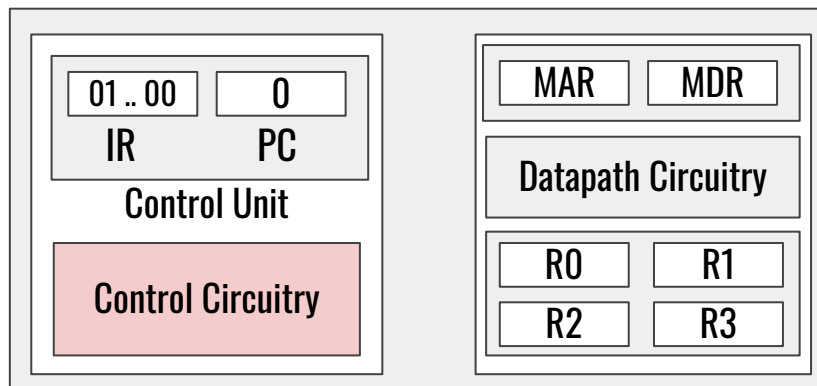 01 .. 00
0
IR
PC
Control Unit
Control Circuitry
MAR
MDR
Datapath Circuitry
R0
R1
R2
R3